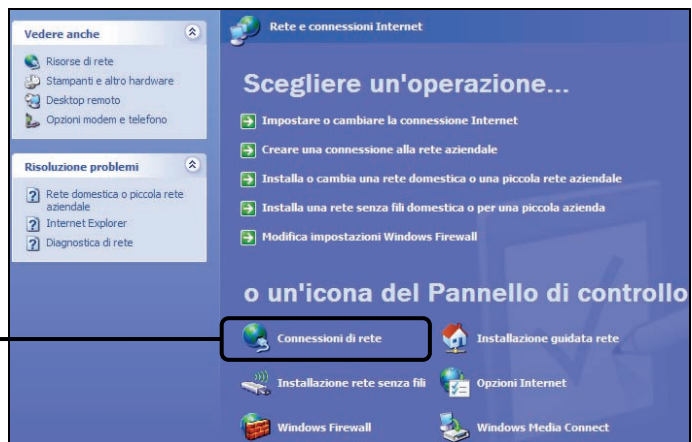 Vedere anche
Risorse di rete
Stampanti e altro hardware
Desktop remoto
Opzioni modem e telefono
Risoluzione problemi
Rete domestica o piccola rete
aziendale
Internet Explorer
Diagnostica di rete
Rete e connessioni Internet
Scegliere un'operazione...
Impostare o cambiare la connessione Internet
Creare una connessione alla rete aziendale
Installa o cambia una rete domestica o una piccola rete aziendale
Installa una rete senza fili domestica o per una piccola azienda
Modifica impostazioni Windows Firewall
o un'icona del Pannello di controllo
Connessioni di rete
Installazione guidata rete
Installazione rete senza fili
Opzioni Internet
Windows Firewall
Windows Media Connect